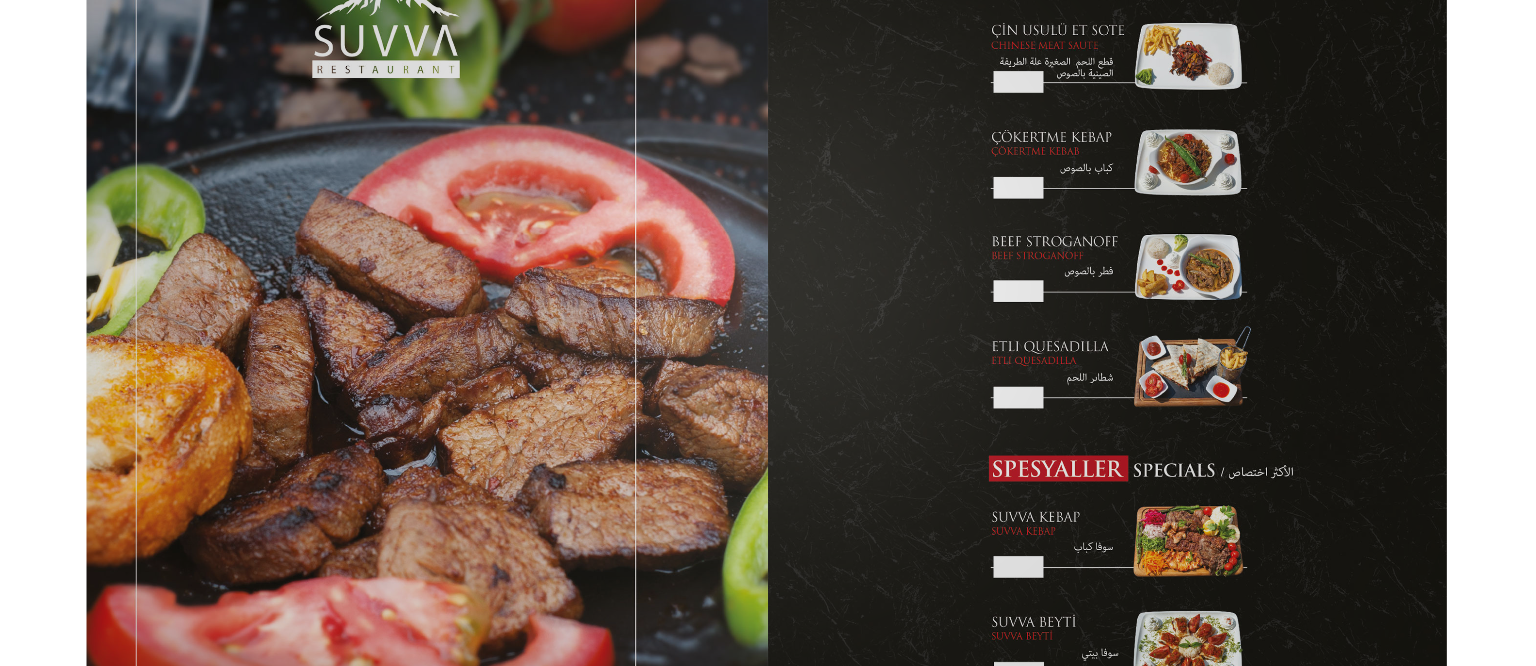 SUVVA
RESTAURANT
ÇİN USULÜ ET SOTE
CHINESE MEAT SAUTE
قطع اللحم الصغيرة علة الطريقة
الصينية بالصوص
ÇÖKERTME KEBAP
ÇÖKERTME KEBAB
كباب بالصوص
BEEF STROGANOFF
BEEF STROGANOFF
فطر بالصوص
ETLI QUESADILLA
ETLI QUESADILLA
شطائر اللحم
SPESYALLER SPECIALS / الأكثر اختصاص
SUVVA KEBAP
SUVVA KEBAP
سوفا كباب
SUVVA BEYTİ
SUVVA BEYTİ
سوفا بيتي